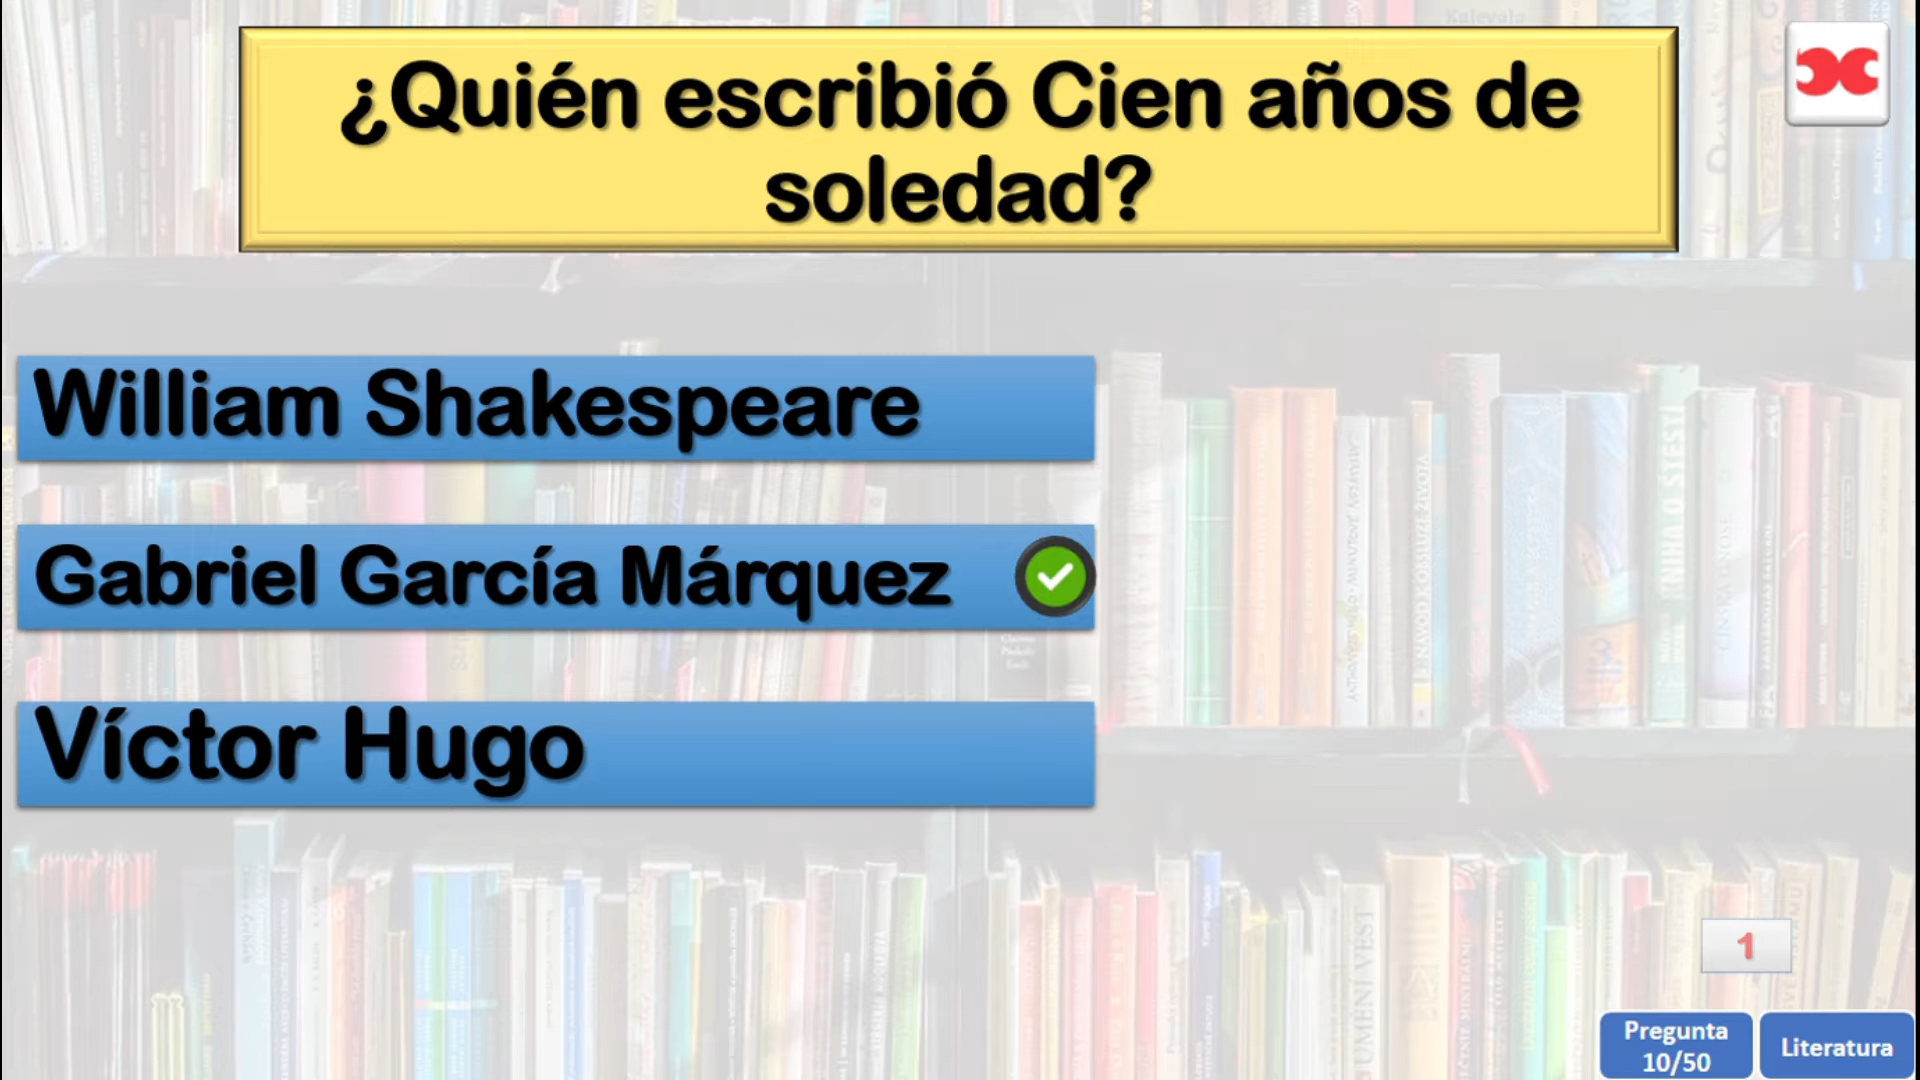 ¿Quién escribió Cien años de
soledad?
William Shakespeare
Gabriel García Márquez
Víctor Hugo
1
Pregunta
10/50
Literatura